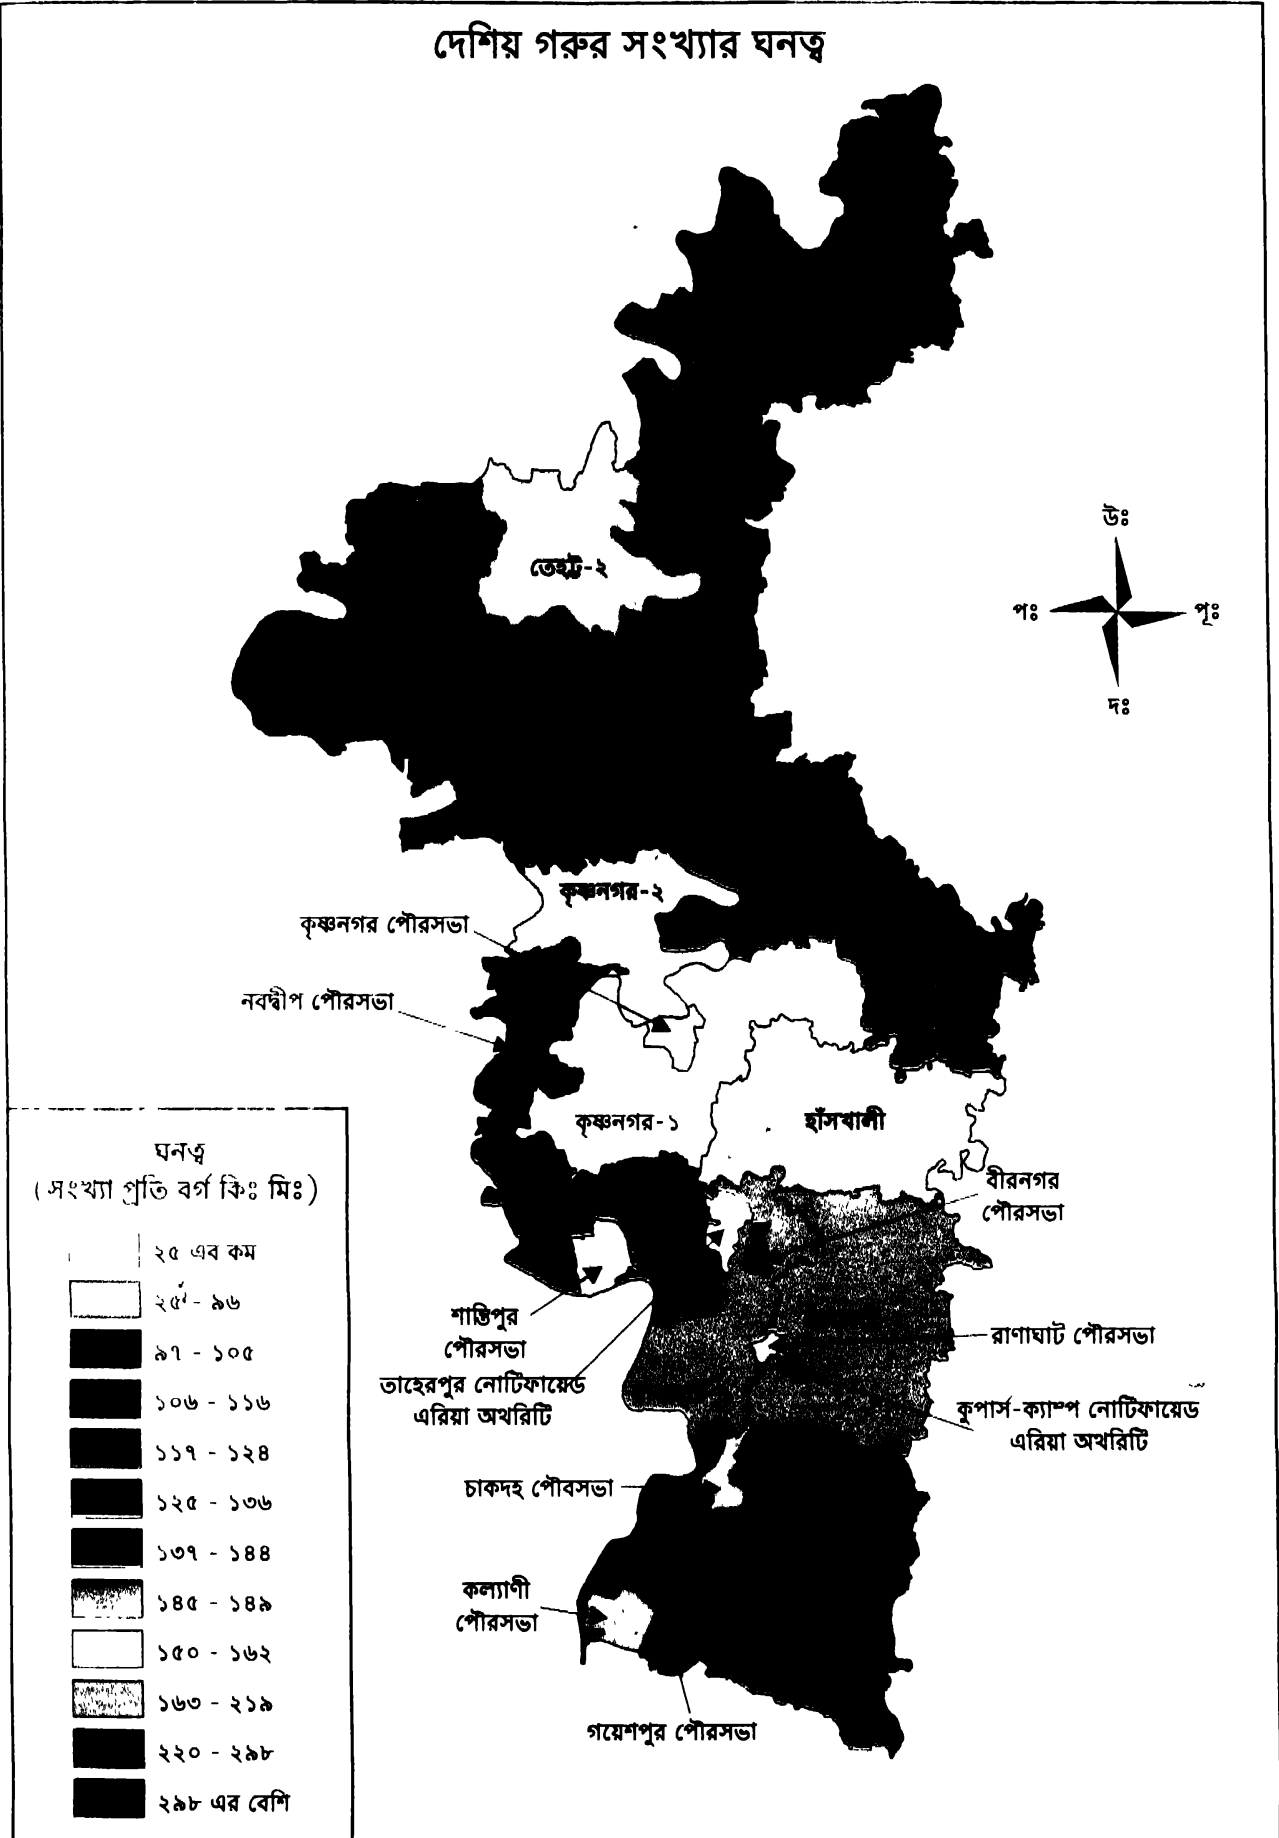 দেশিয় গরুর সংখ্যার ঘনত্ব
উঃ
পঃ
পূঃ
দঃ
তেহট্ট-২
কৃষ্ণনগর-২
কৃষ্ণনগর পৌরসভা
নবদ্বীপ পৌরসভা
কৃষ্ণনগর-১
হাঁসখালী
বীরনগর
পৌরসভা
শান্তিপুর
পৌরসভা
তাহেরপুর নোটিফায়েড
এরিয়া অথরিটি
রাণাঘাট পৌরসভা
কুপার্স-ক্যাম্প নোটিফায়েড
এরিয়া অথরিটি
চাকদহ পৌবসভা
কল্যাণী
পৌরসভা
গয়েশপুর পৌরসভা
ঘনত্ব
(সংখ্যা প্রতি বর্গ কিঃ মিঃ)
২৫ এব কম
২৫ - ৯৬
৯৭ - ১০৫
১০৬ - ১১৬
১১৭ - ১২৪
১২৫ - ১৩৬
১৩৭ - ১৪৪
১৪৫ - ১৪৯
১৫০ - ১৬২
১৬৩ - ২১৯
২২০ - ২৯৮
২৯৮ এর বেশি